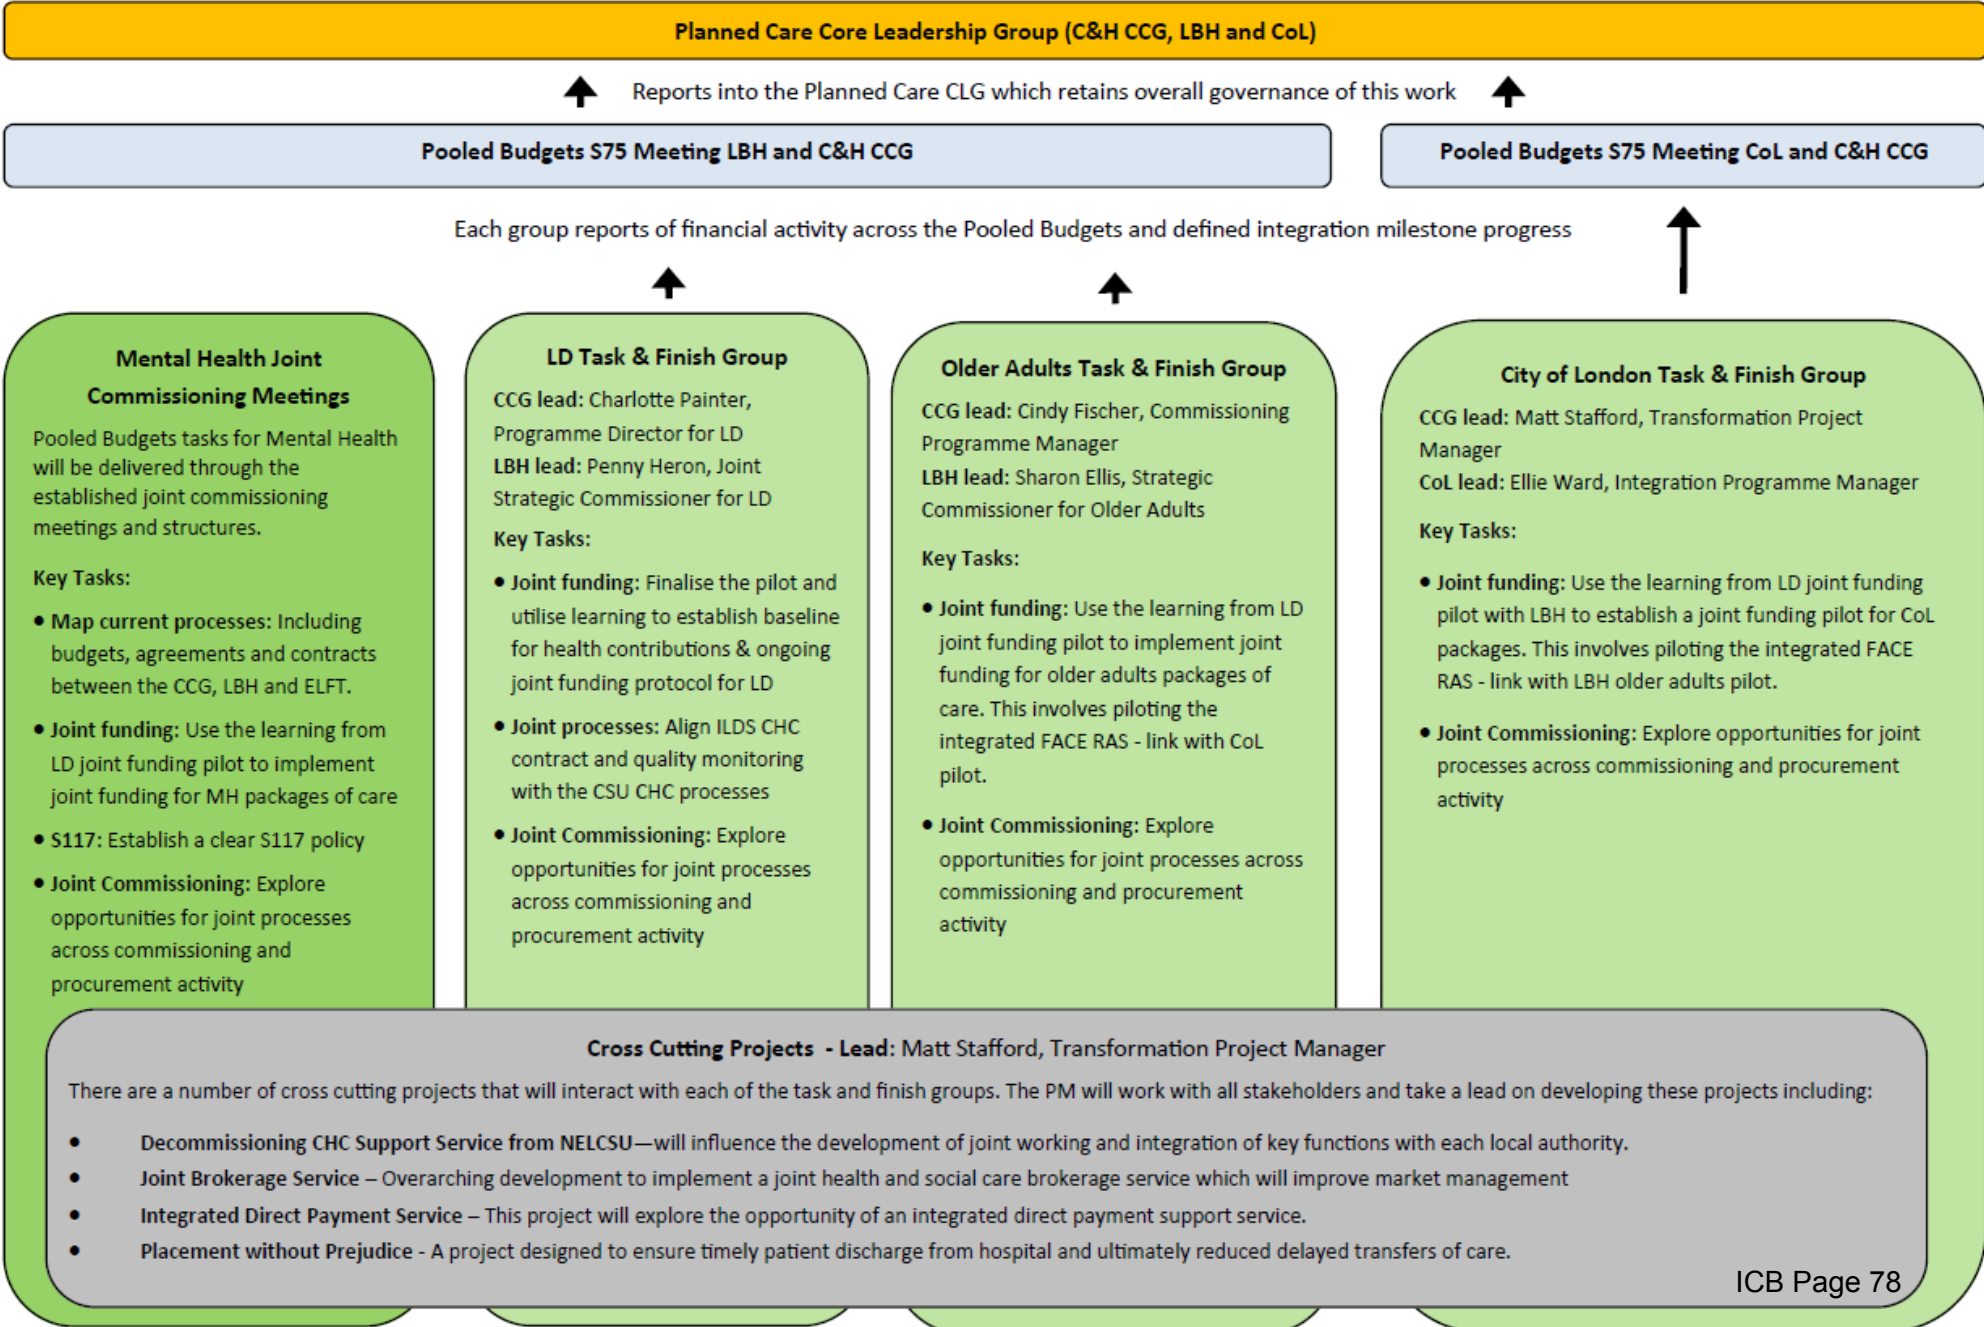 Planned Care Core Leadership Group (C&H CCG, LBH and CoL)
Reports into the Planned Care CLG which retains overall governance of this work
Pooled Budgets S75 Meeting LBH and C&H CCG
Pooled Budgets S75 Meeting CoL and C&H CCG
Each group reports of financial activity across the Pooled Budgets and defined integration milestone progress
Mental Health Joint
Commissioning Meetings
Pooled Budgets tasks for Mental Health
will be delivered through the
established joint commissioning
meetings and structures.
Key Tasks:
• Map current processes: Including
budgets, agreements and contracts
between the CCG, LBH and ELFT.
• Joint funding: Use the learning from
LD joint funding pilot to implement
joint funding for MH packages of care
• S117: Establish a clear S117 policy
• Joint Commissioning: Explore
opportunities for joint processes
across commissioning and
procurement activity
LD Task & Finish Group
CCG lead: Charlotte Painter,
Programme Director for LD
LBH lead: Penny Heron, Joint
Strategic Commissioner for LD
Key Tasks:
• Joint funding: Finalise the pilot and
utilise learning to establish baseline
for health contributions & ongoing
joint funding protocol for LD
• Joint processes: Align ILDS CHC
contract and quality monitoring
with the CSU CHC processes
• Joint Commissioning: Explore
opportunities for joint processes
across commissioning and
procurement activity
Older Adults Task & Finish Group
CCG lead: Cindy Fischer, Commissioning
Programme Manager
LBH lead: Sharon Ellis, Strategic
Commissioner for Older Adults
Key Tasks:
• Joint funding: Use the learning from LD
joint funding pilot to implement joint
funding for older adults packages of
care. This involves piloting the
integrated FACE RAS - link with CoL
pilot.
• Joint Commissioning: Explore
opportunities for joint processes across
commissioning and procurement
activity
City of London Task & Finish Group
CCG lead: Matt Stafford, Transformation Project
Manager
CoL lead: Ellie Ward, Integration Programme Manager
Key Tasks:
• Joint funding: Use the learning from LD joint funding
pilot with LBH to establish a joint funding pilot for CoL
packages. This involves piloting the integrated FACE
RAS - link with LBH older adults pilot.
• Joint Commissioning: Explore opportunities for joint
processes across commissioning and procurement
activity
Cross Cutting Projects - Lead: Matt Stafford, Transformation Project Manager
There are a number of cross cutting projects that will interact with each of the task and finish groups. The PM will work with all stakeholders and take a lead on developing these projects including:
• Decommissioning CHC Support Service from NELCSU—will influence the development of joint working and integration of key functions with each local authority.
• Joint Brokerage Service – Overarching development to implement a joint health and social care brokerage service which will improve market management
• Integrated Direct Payment Service – This project will explore the opportunity of an integrated direct payment support service.
• Placement without Prejudice - A project designed to ensure timely patient discharge from hospital and ultimately reduced delayed transfers of care.
ICB Page 78